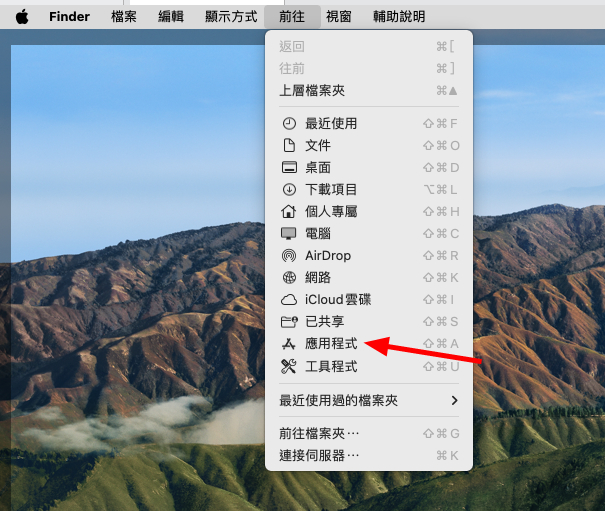 Finder 檔案 編輯 顯示方式 前往 視窗 輔助說明
返回 ⌘[
往前 ⌘]
上層檔案夾 ⌘▲
最近使用 ⇧⌘F
文件 ⇧⌘O
桌面 ⇧⌘D
下載項目 ⌥⌘L
個人專屬 ⇧⌘H
電腦 ⇧⌘C
AirDrop ⇧⌘R
網路 ⇧⌘K
iCloud雲碟 ⇧⌘I
已共享 ⇧⌘S
應用程式 ⇧⌘A
工具程式 ⇧⌘U
最近使用過的檔案夾
前往檔案夾⋯ ⇧⌘G
連接伺服器⋯ ⌘K